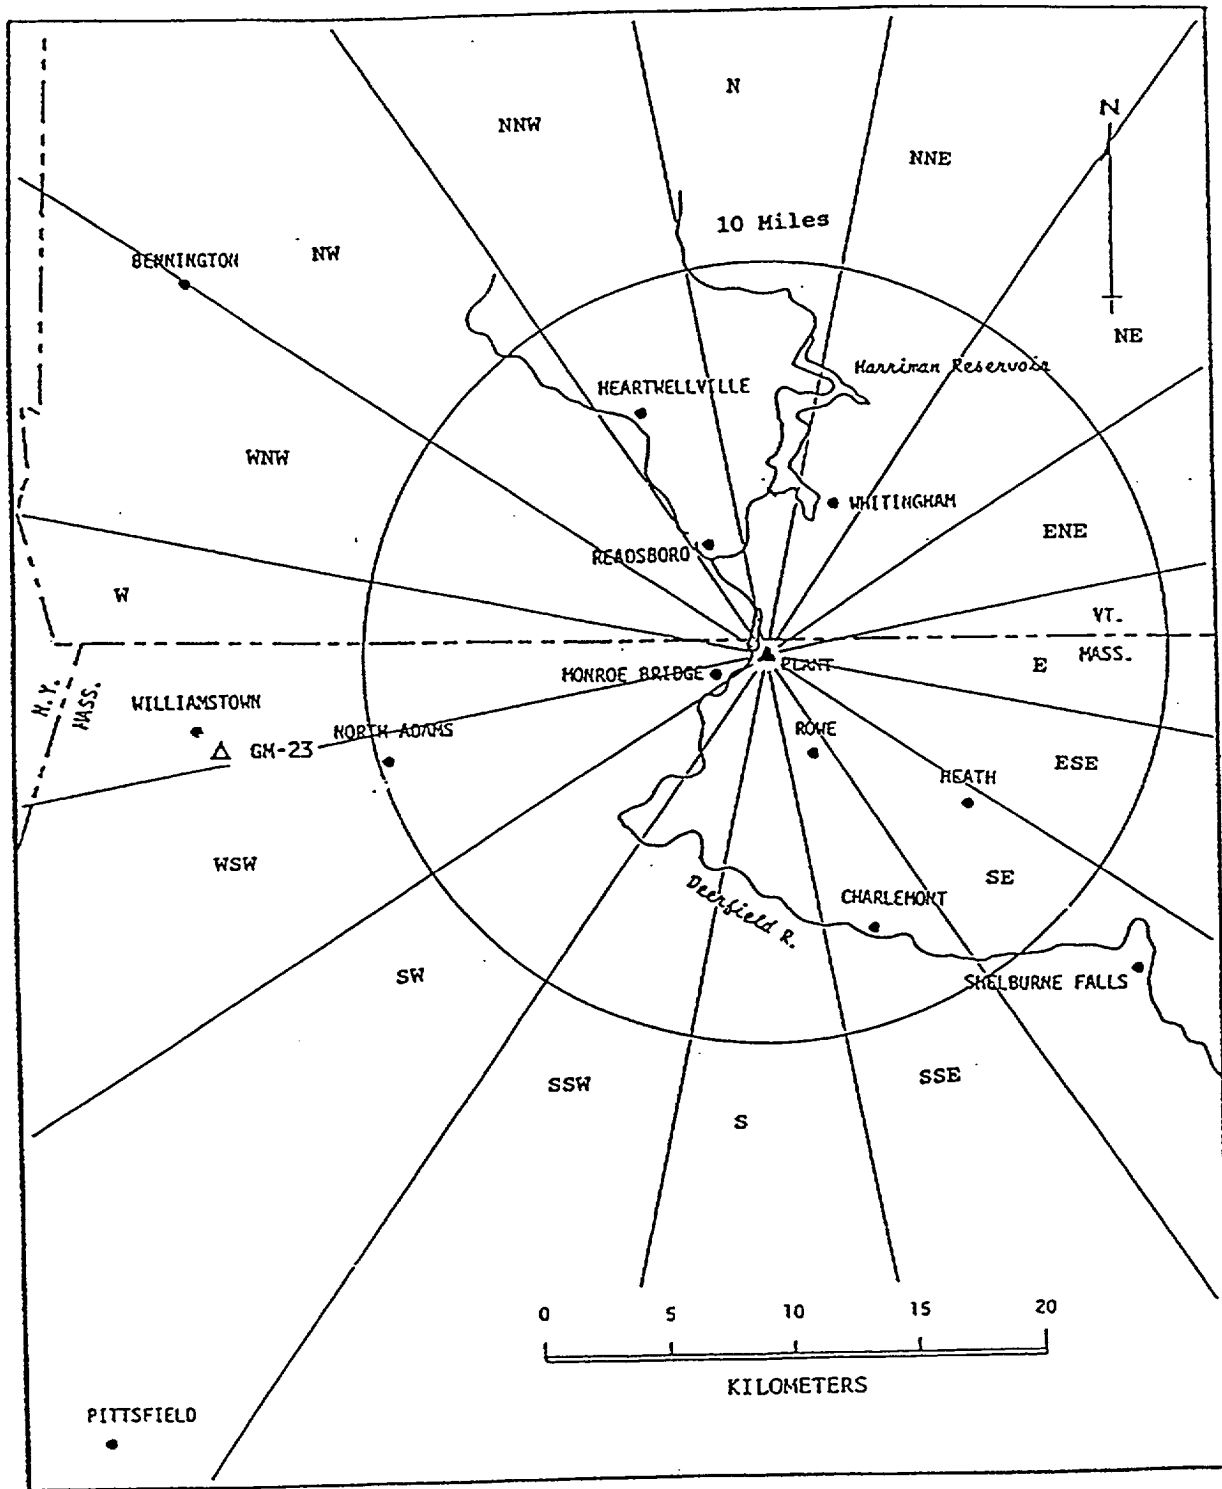 N
NNW
N
NNE
10 Miles
BENNINGTON
NW
NE
Harriman Reservoir
HEARTWELLVILLE
WNW
WHITINGHAM
ENE
READSBORO
W
VT.
MASS.
E
PLANT
MONROE BRIDGE
N.Y.
MASS.
WILLIAMSTOWN
NORTH ADAMS
ROWE
GM-23
ESE
HEATH
WSW
SE
CHARLEMONT
Deerfield R.
SW
SHELBURNE FALLS
SSW
SSE
S
0 5 10 15 20
KILOMETERS
PITTSFIELD